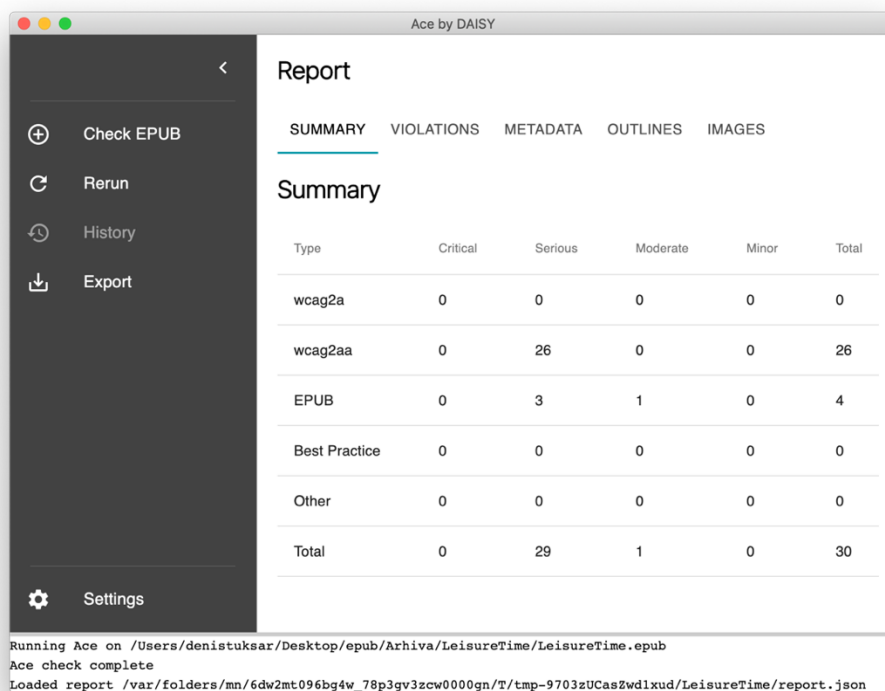 Ace by DAISY
Report
Check EPUB
Rerun
History
Export
Settings
SUMMARY VIOLATIONS METADATA OUTLINES IMAGES
Summary
Type Critical Serious Moderate Minor Total
wcag2a 0 0 0 0 0
wcag2aa 0 26 0 0 26
EPUB 0 3 1 0 4
Best Practice 0 0 0 0 0
Other 0 0 0 0 0
Total 0 29 1 0 30
Running Ace on /Users/denistuksar/Desktop/epub/Arhiva/LeisureTime/LeisureTime.epub
Ace check complete
Loaded report /var/folders/mn/6dw2mt096bg4w_78p3gv3zcw0000gn/T/tmp-9703zUCasZwdlxud/LeisureTime/report.json